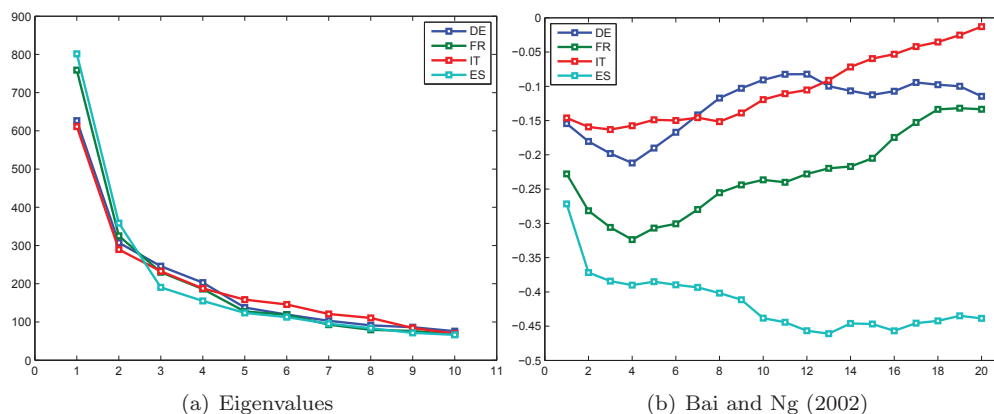 900
800
700
600
500
400
300
200
100
0
0 1 2 3 4 5 6 7 8 9 10 11
DE
FR
IT
ES
(a) Eigenvalues
0
−0.05
−0.1
−0.15
−0.2
−0.25
−0.3
−0.35
−0.4
−0.45
−0.5
0 2 4 6 8 10 12 14 16 18 20
DE
FR
IT
ES
(b) Bai and Ng (2002)